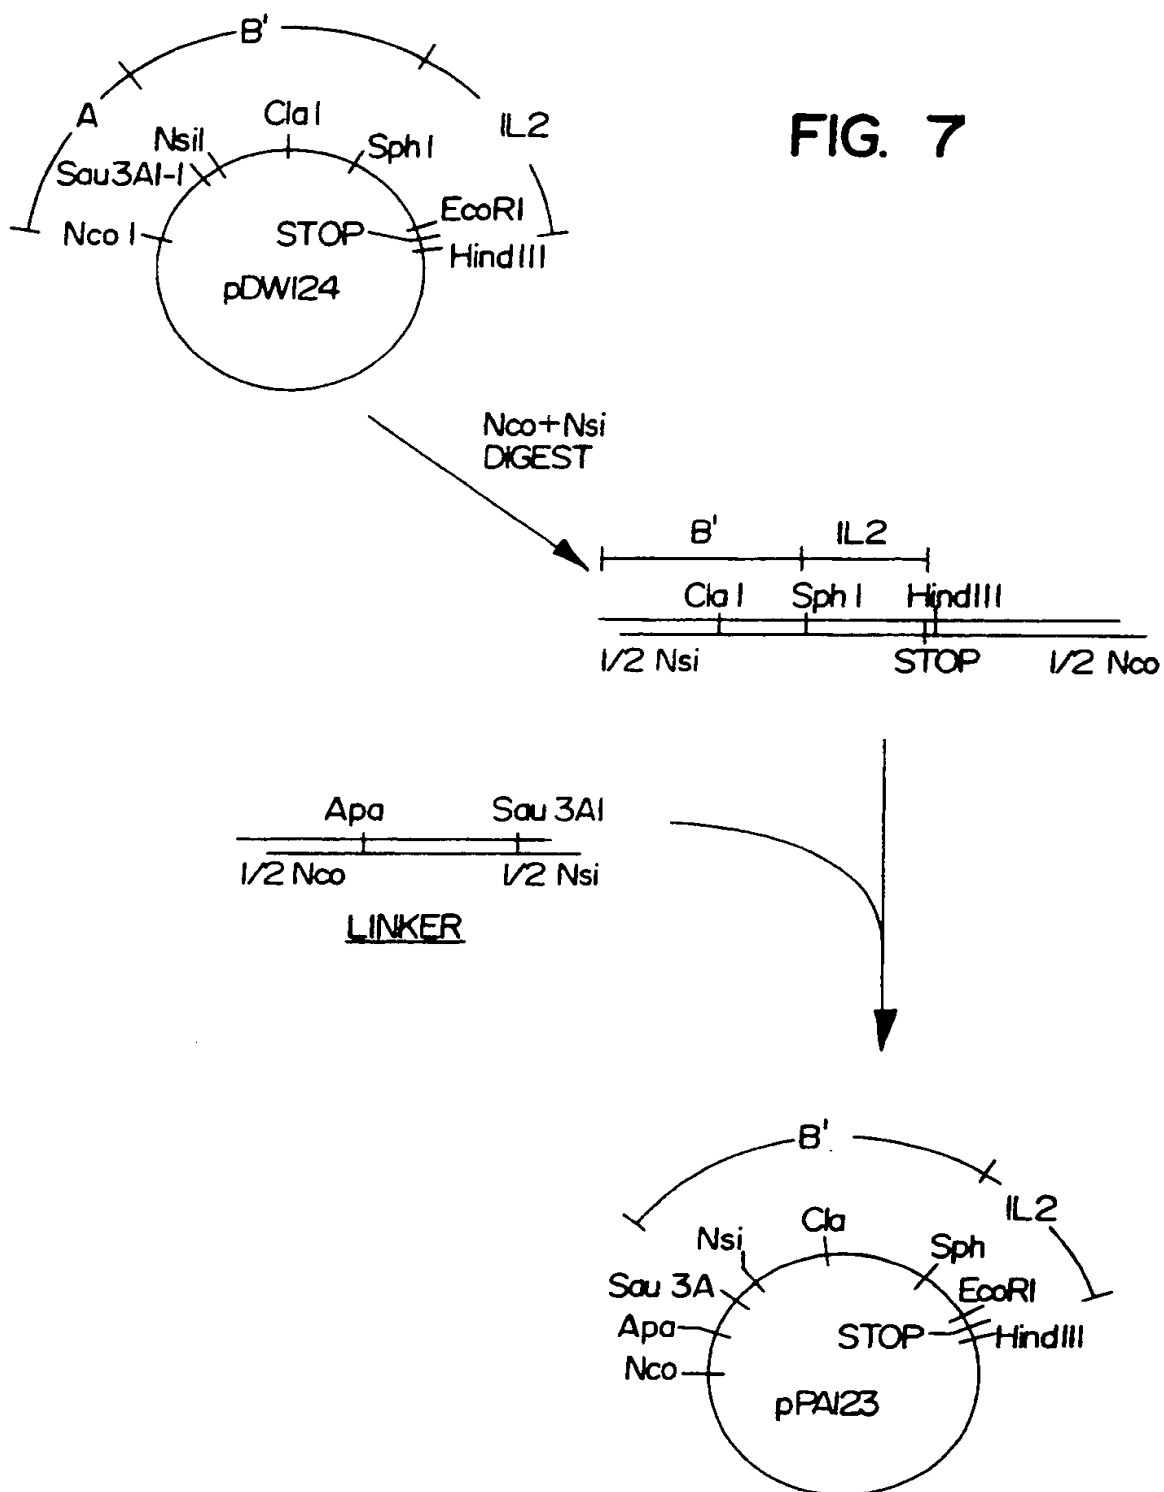 FIG. 7
B'
A
IL2
Cla I
NsiI
Sph I
Sau3AI-I
EcoRI
Nco I
STOP
HindIII
pDW124
Nco+Nsi
DIGEST
B'
IL2
Cla I
Sph I
HindIII
1/2 Nsi
STOP
1/2 Nco
Apa
Sau 3AI
1/2 Nco
1/2 Nsi
LINKER
B'
IL2
Cla
Nsi
Sph
Sau 3A
EcoRI
Apa
STOP
HindIII
Nco
pPA123